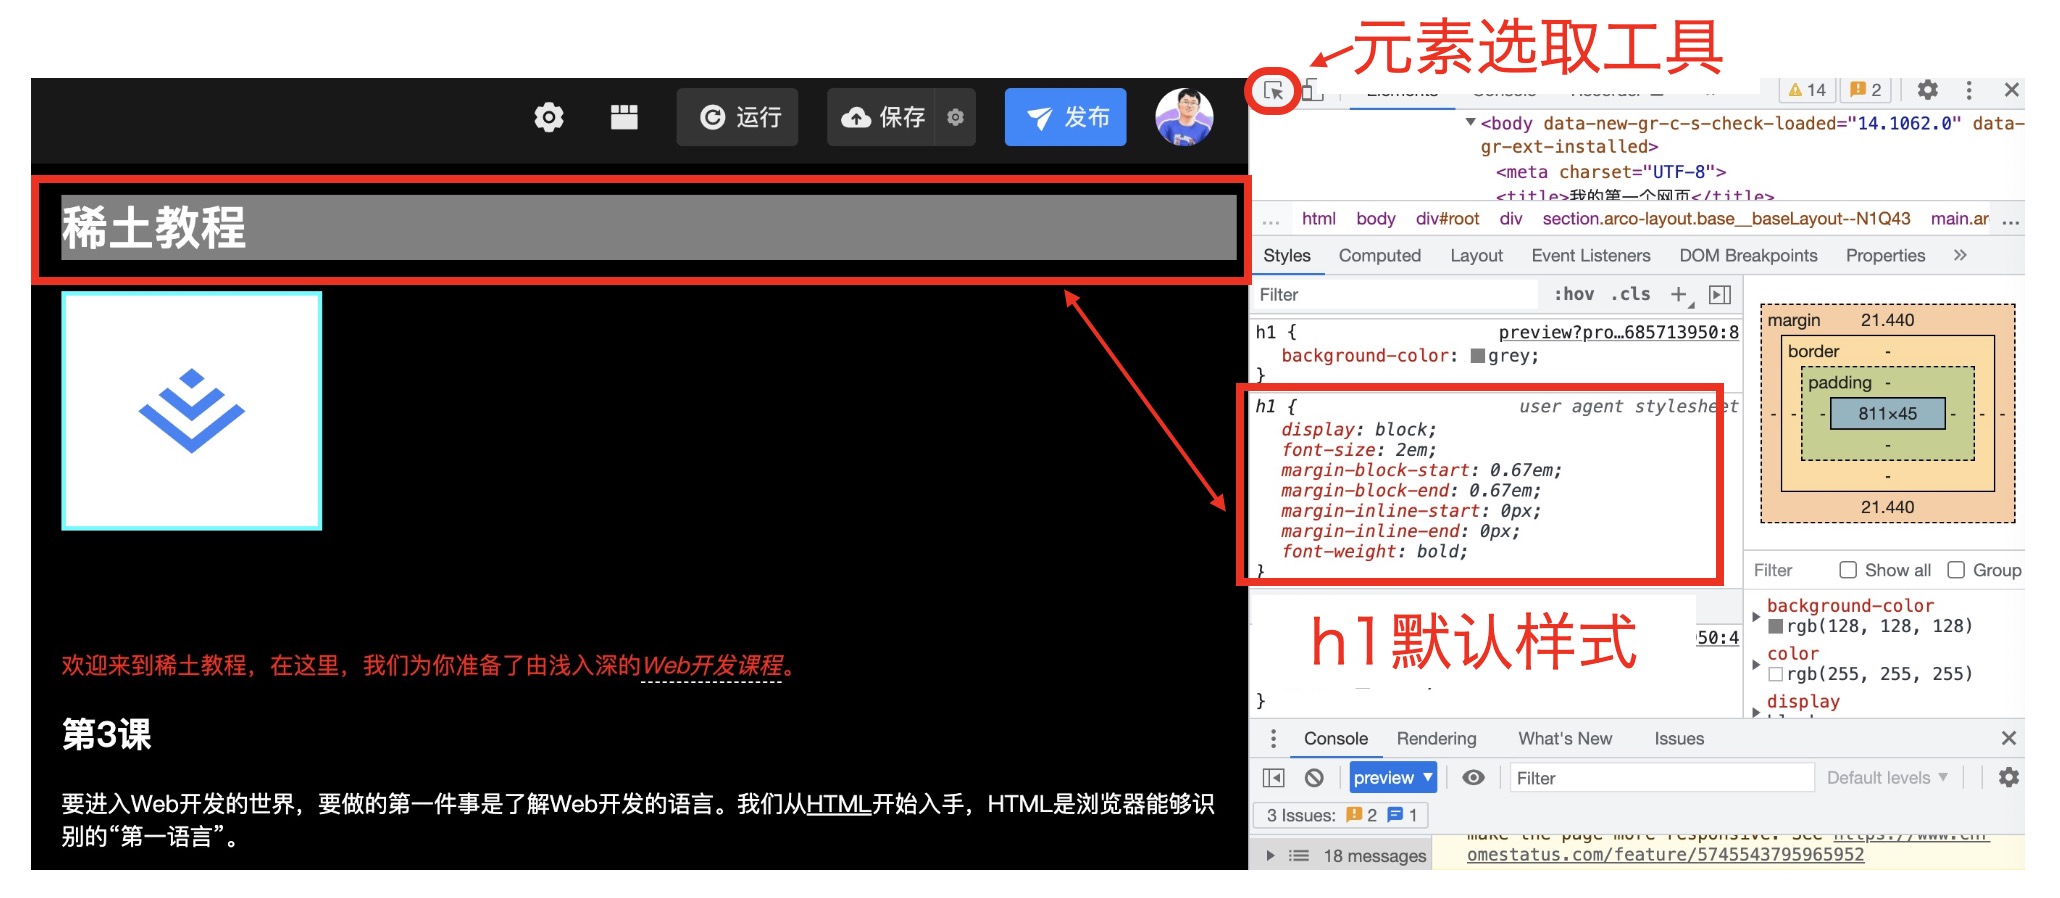 元素选取工具
运行
保存
发布
稀土教程
欢迎来到稀土教程，在这里，我们为你准备了由浅入深的Web开发课程。
第3课
要进入Web开发的世界，要做的第一件事是了解Web开发的语言。我们从HTML开始入手，HTML是浏览器能够识
别的“第一语言”。
Elements Console Recorder
14
2
<body data-new-gr-c-s-check-loaded="14.1062.0" data-
gr-ext-installed>
<meta charset="UTF-8">
<title>我的第一个网页</title>
... html body div#root div section.arco-layout.base__baseLayout--N1Q43 main.ar ...
Styles Computed Layout Event Listeners DOM Breakpoints Properties »
Filter :hov .cls +
h1 { preview?pro…685713950:8
background-color: grey;
}
h1 { user agent stylesheet
display: block;
font-size: 2em;
margin-block-start: 0.67em;
margin-block-end: 0.67em;
margin-inline-start: 0px;
margin-inline-end: 0px;
font-weight: bold;
}
h1默认样式
50:4
}
margin 21.440
border -
padding -
- - - 811×45 - - -
-
-
21.440
Filter Show all Group
background-color
rgb(128, 128, 128)
color
rgb(255, 255, 255)
display
Console Rendering What's New Issues
preview Filter Default levels
3 Issues: 2 1
18 messages
make the page more responsive. See https://www.chr
omestatus.com/feature/5745543795965952